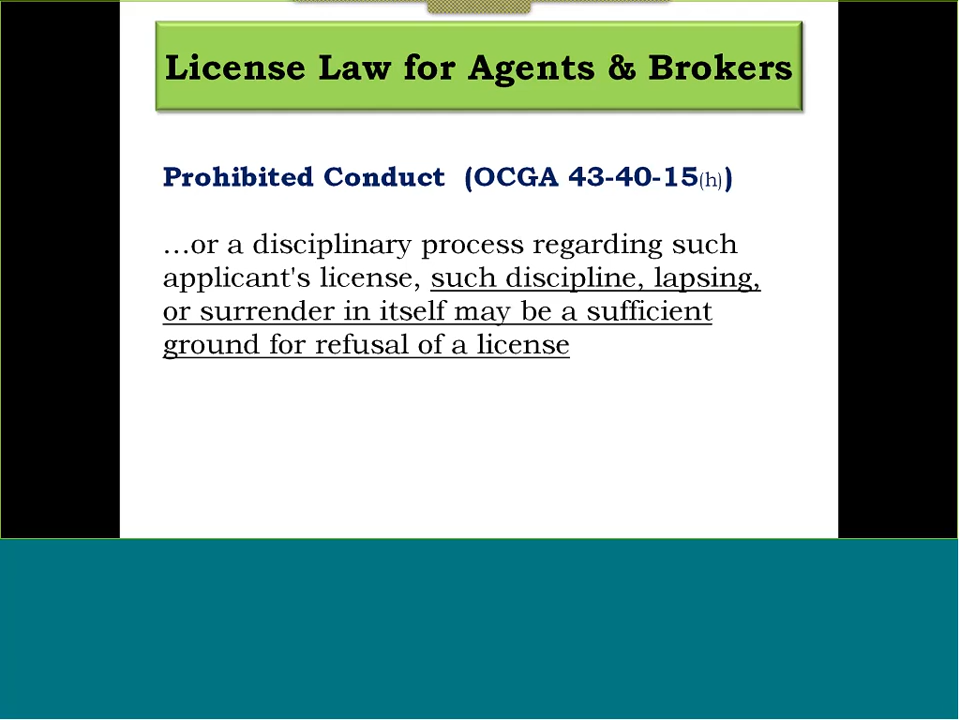 License Law for Agents & Brokers
Prohibited Conduct (OCGA 43-40-15(h))
…or a disciplinary process regarding such
applicant's license, such discipline, lapsing,
or surrender in itself may be a sufficient
ground for refusal of a license